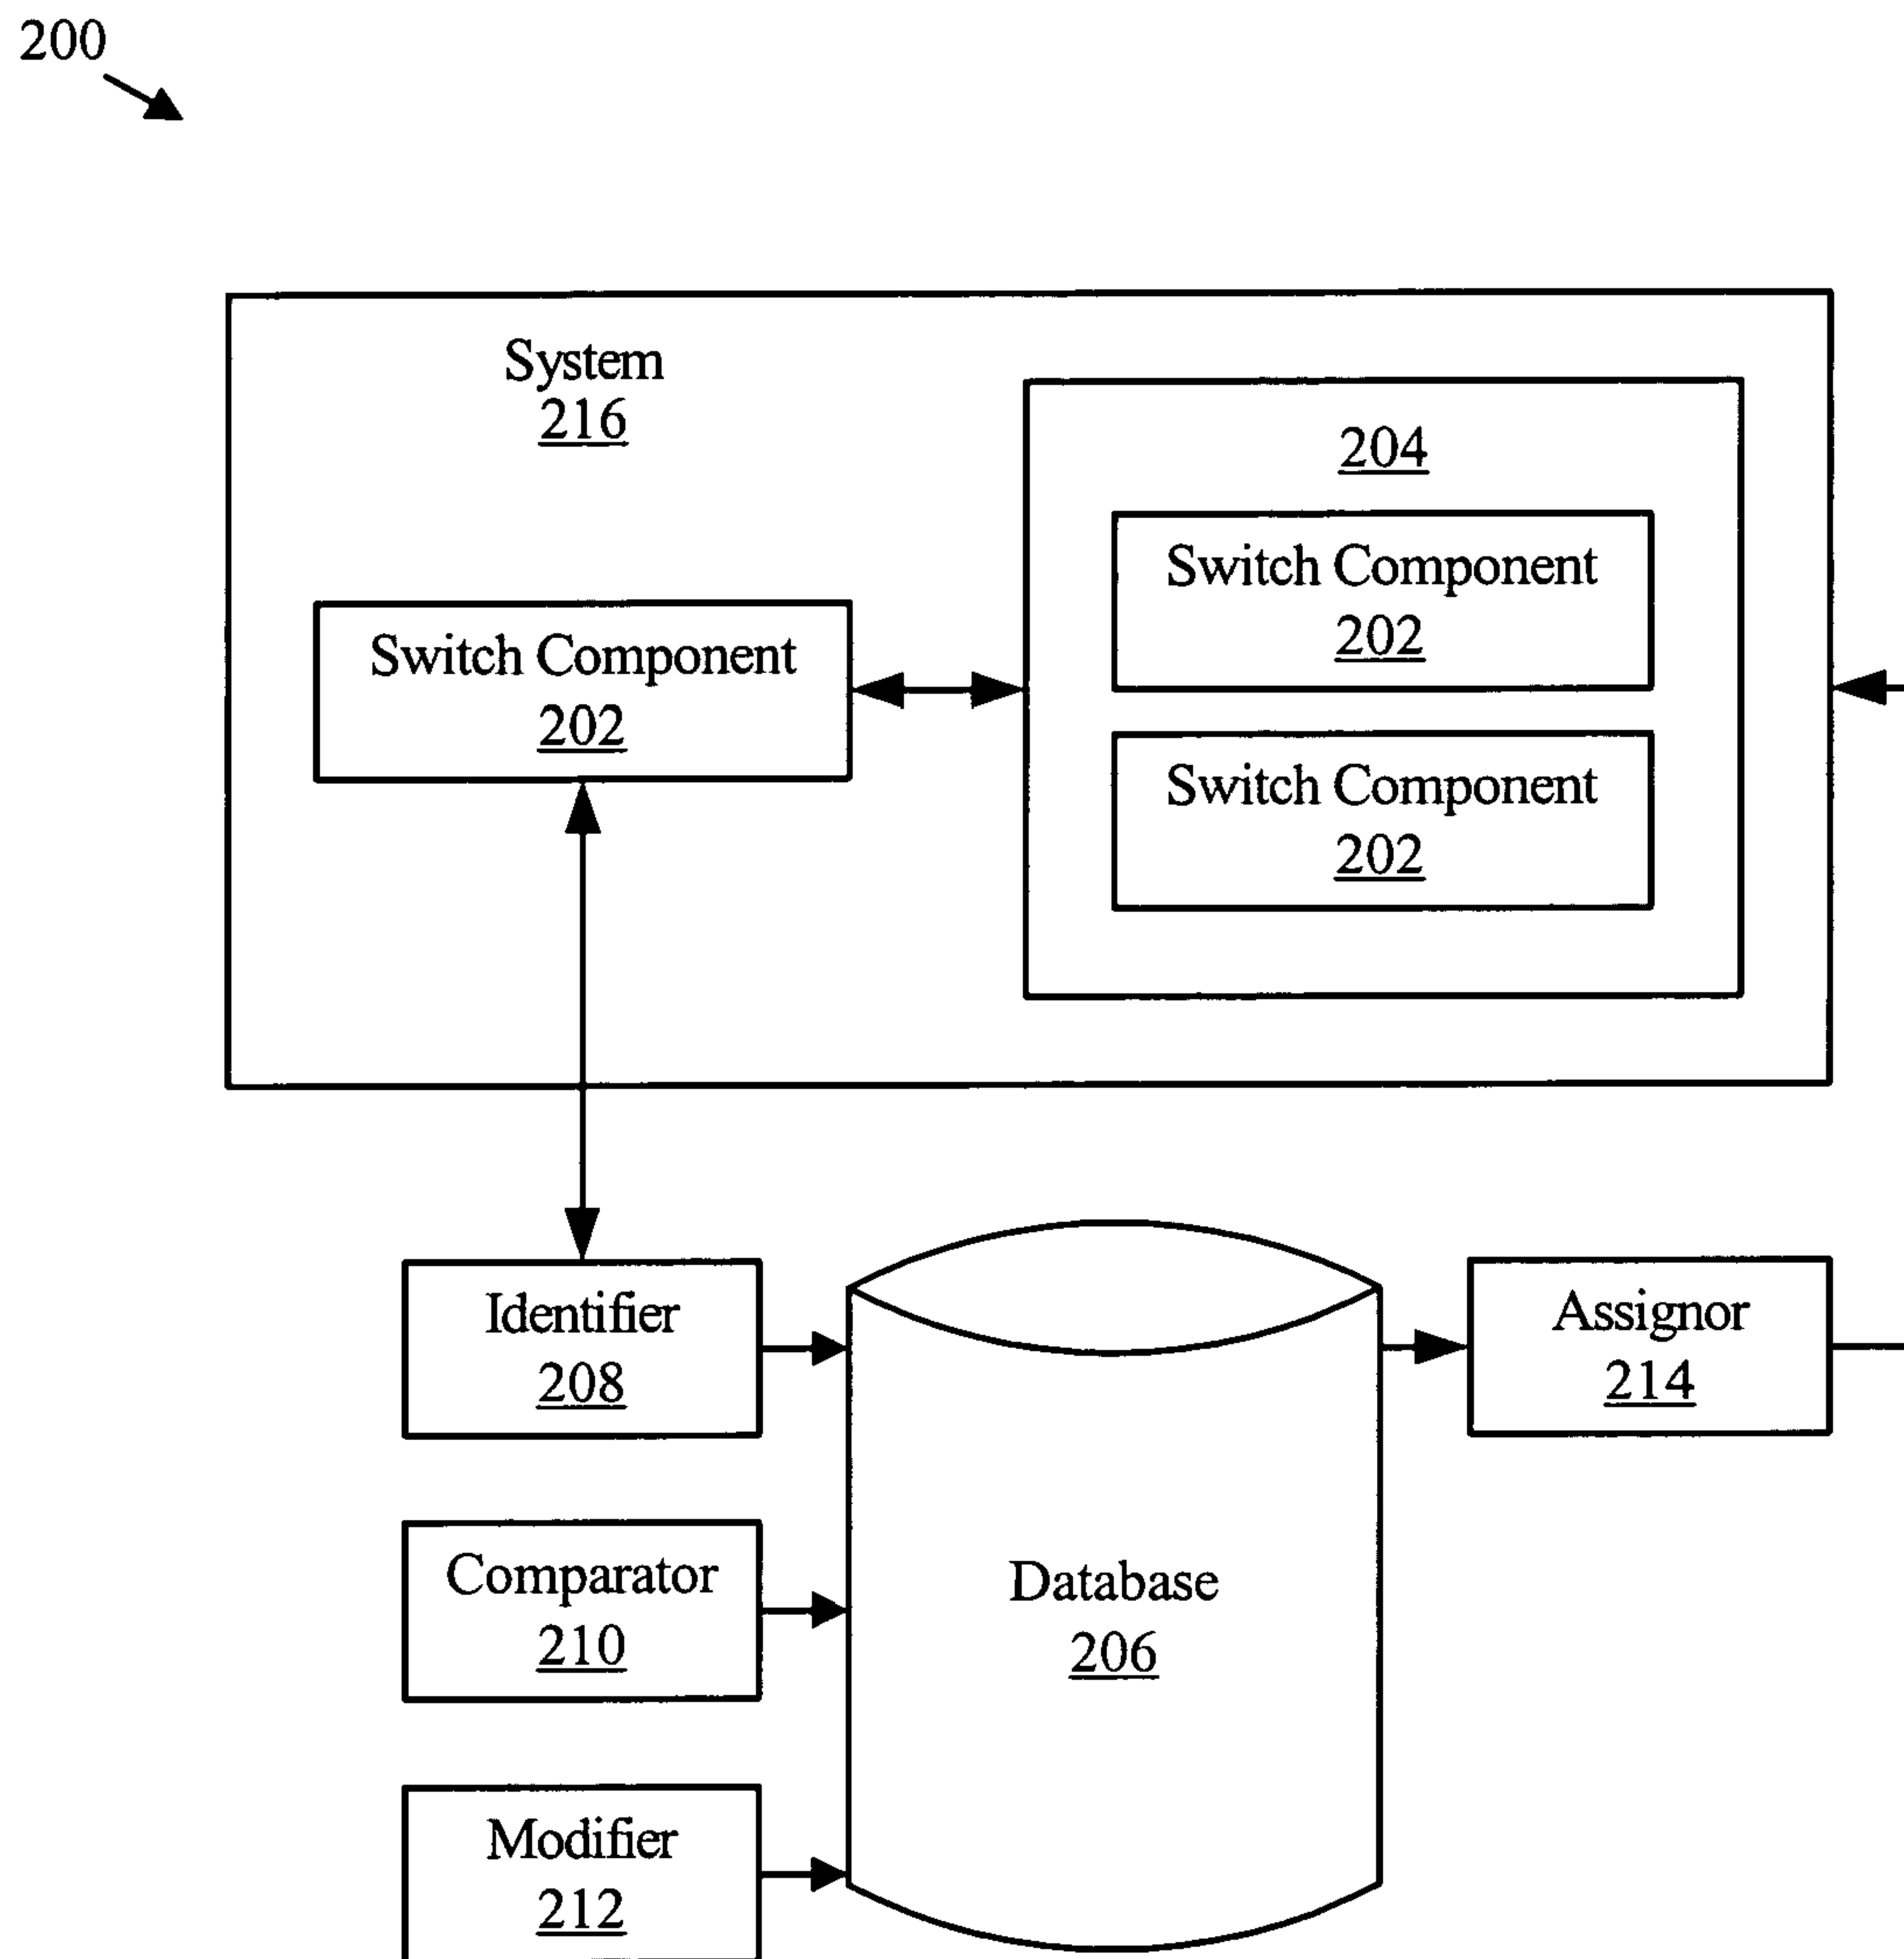 200
System
216
204
Switch Component
202
Switch Component
202
Switch Component
202
Identifier
208
Assignor
214
Comparator
210
Database
206
Modifier
212